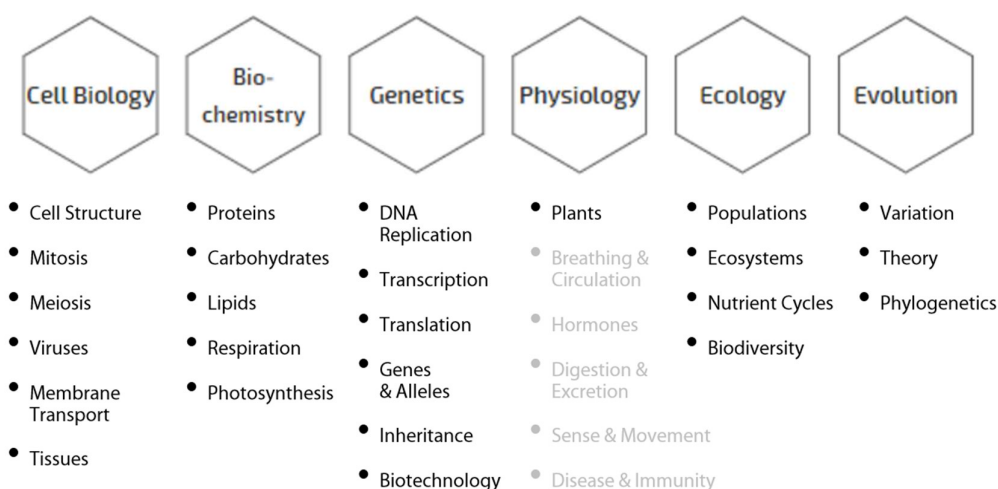 Cell Biology
Bio-
chemistry
Genetics
Physiology
Ecology
Evolution
Cell Structure
Mitosis
Meiosis
Viruses
Membrane
Transport
Tissues
Proteins
Carbohydrates
Lipids
Respiration
Photosynthesis
DNA
Replication
Transcription
Translation
Genes
& Alleles
Inheritance
Biotechnology
Plants
Breathing &
Circulation
Hormones
Digestion &
Excretion
Sense & Movement
Disease & Immunity
Populations
Ecosystems
Nutrient Cycles
Biodiversity
Variation
Theory
Phylogenetics